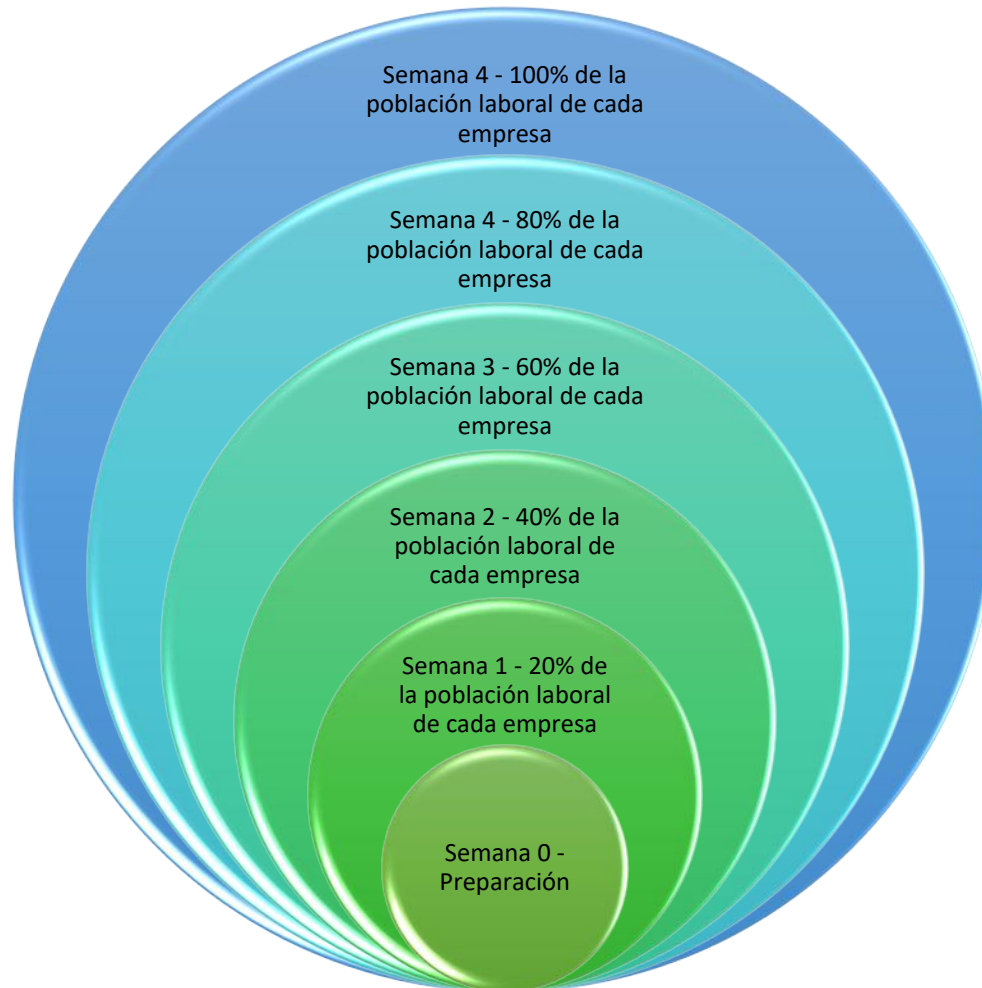 Semana 4 - 100% de la
población laboral de cada
empresa
Semana 4 - 80% de la
población laboral de cada
empresa
Semana 3 - 60% de la
población laboral de cada
empresa
Semana 2 - 40% de la
población laboral de
cada empresa
Semana 1 - 20% de
la población laboral
de cada empresa
Semana 0 -
Preparación